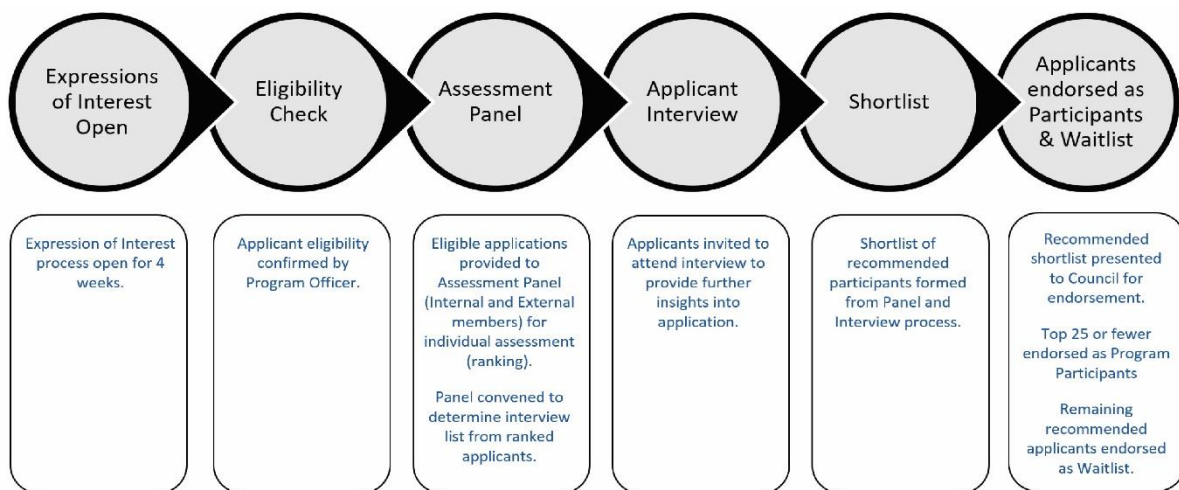 Expressions
of Interest
Open
Eligibility
Check
Assessment
Panel
Applicant
Interview
Shortlist
Applicants
endorsed as
Participants
& Waitlist
Expression of Interest
process open for 4
weeks.
Applicant eligibility
confirmed by
Program Officer.
Eligible applications
provided to
Assessment Panel
(Internal and External
members) for
individual assessment
(ranking).
Panel convened to
determine interview
list from ranked
applicants.
Applicants invited to
attend interview to
provide further
insights into
application.
Shortlist of
recommended
participants formed
from Panel and
Interview process.
Recommended
shortlist presented
to Council for
endorsement.
Top 25 or fewer
endorsed as Program
Participants
Remaining
recommended
applicants endorsed
as Waitlist.